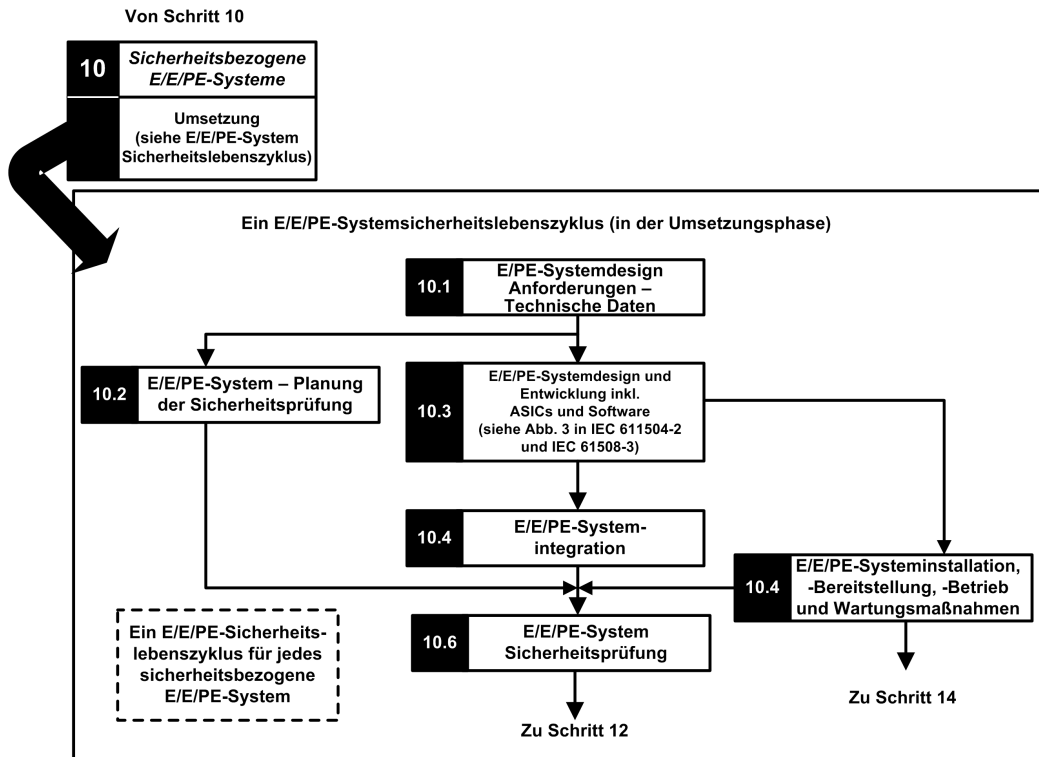 Von Schritt 10
10
Sicherheitsbezogene
E/E/PE-Systeme
Umsetzung
(siehe E/E/PE-System
Sicherheitslebenszyklus)
Ein E/E/PE-Systemsicherheitslebenszyklus (in der Umsetzungsphase)
10.1
E/PE-Systemdesign
Anforderungen –
Technische Daten
10.2
E/E/PE-System – Planung
der Sicherheitsprüfung
10.3
E/E/PE-Systemdesign und
Entwicklung inkl.
ASICs und Software
(siehe Abb. 3 in IEC 611504-2
und IEC 61508-3)
10.4
E/E/PE-System-
integration
10.4
E/E/PE-Systeminstallation,
-Bereitstellung, -Betrieb
und Wartungsmaßnahmen
Ein E/E/PE-Sicherheits-
lebenszyklus für jedes
sicherheitsbezogene
E/E/PE-System
10.6
E/E/PE-System
Sicherheitsprüfung
Zu Schritt 14
Zu Schritt 12